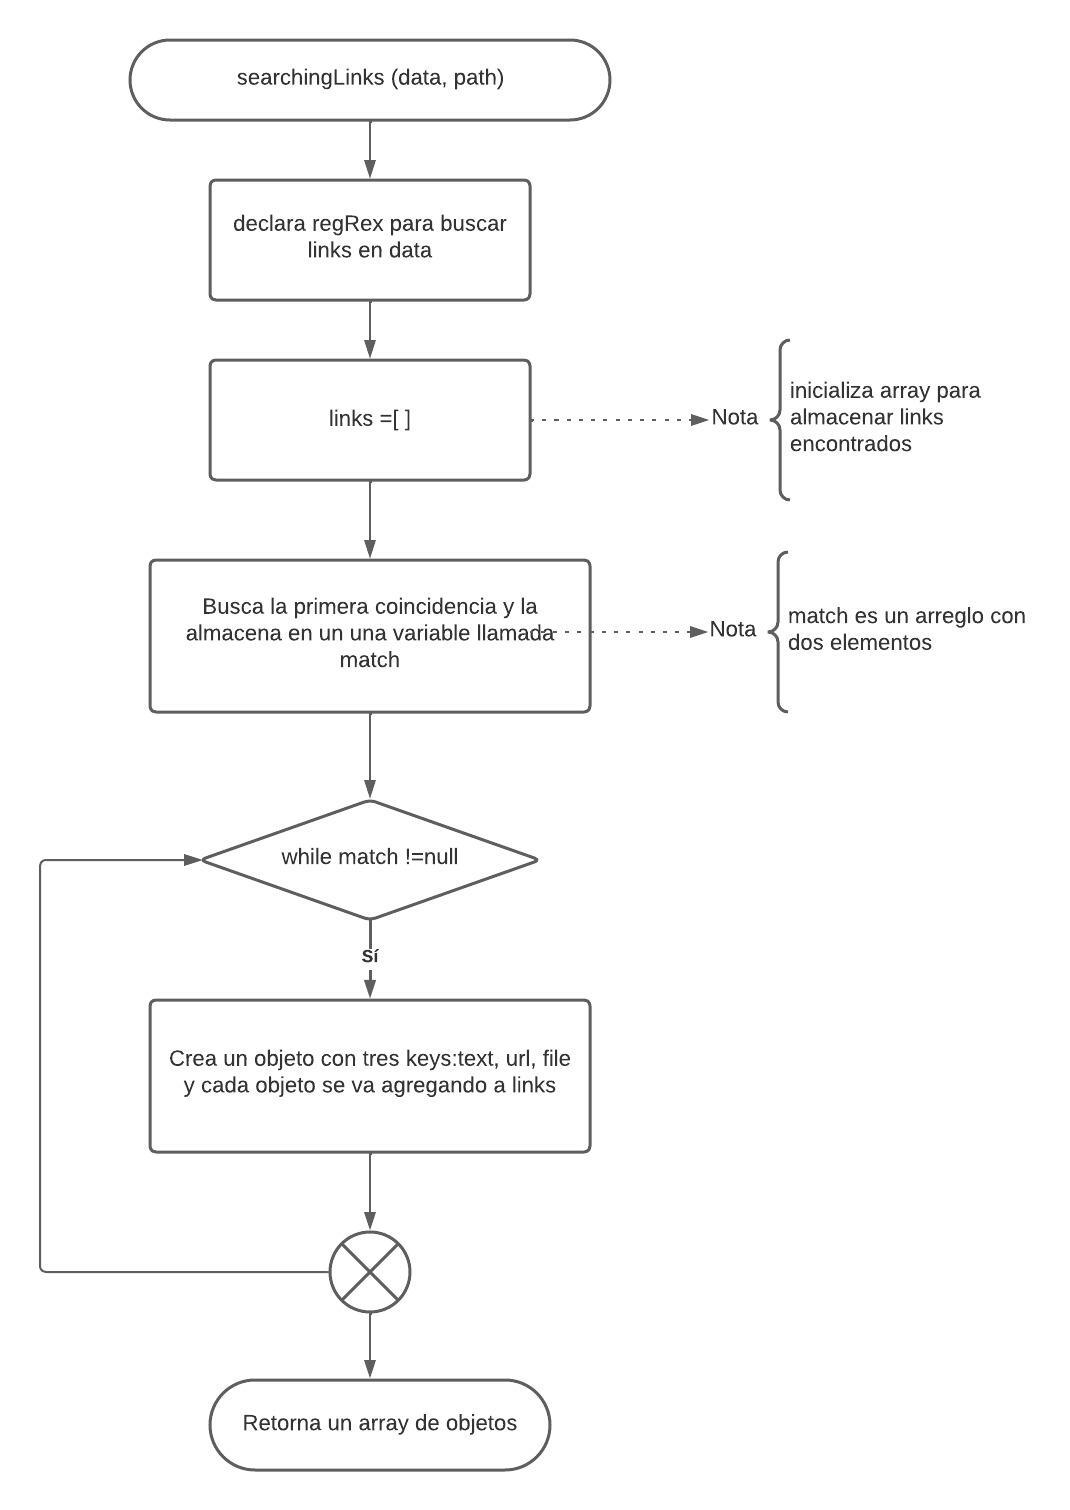 searchingLinks (data, path)
declara regRex para buscar
links en data
links =[ ]
Nota
inicializa array para
almacenar links
encontrados
Busca la primera coincidencia y la
almacena en un una variable llamada
match
Nota
match es un arreglo con
dos elementos
while match !=null
Sí
Crea un objeto con tres keys:text, url, file
y cada objeto se va agregando a links
Retorna un array de objetos